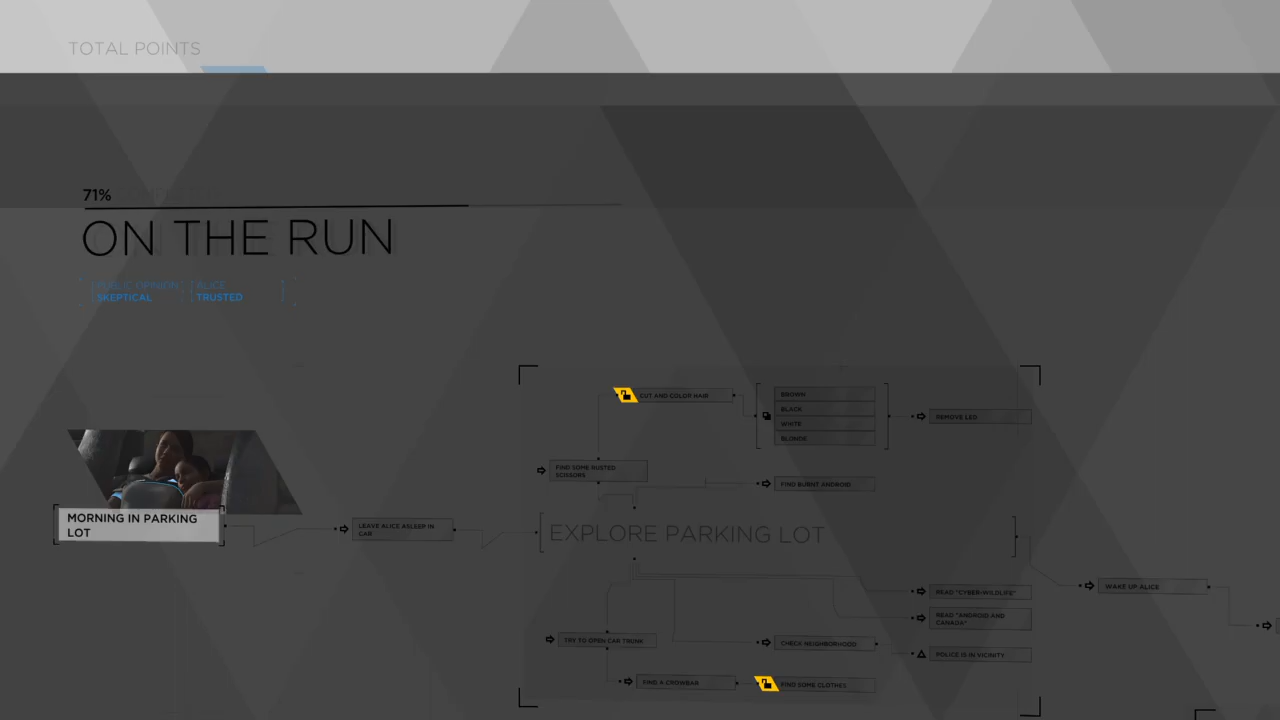 TOTAL POINTS
71%
ON THE RUN
PUBLIC OPINION
SKEPTICAL
ALICE
TRUSTED
CUT AND COLOR HAIR
BROWN
BLACK
WHITE
BLONDE
REMOVE LED
FIND SOME RUSTED
SCISSORS
FIND BURNT ANDROID
MORNING IN PARKING
LOT
LEAVE ALICE ASLEEP IN
CAR
EXPLORE PARKING LOT
WAKE UP ALICE
READ "CYBER-WILDLIFE"
READ "ANDROID AND
CANADA"
TRY TO OPEN CAR TRUNK
CHECK NEIGHBORHOOD
POLICE IS IN VICINITY
FIND A CROWBAR
FIND SOME CLOTHES